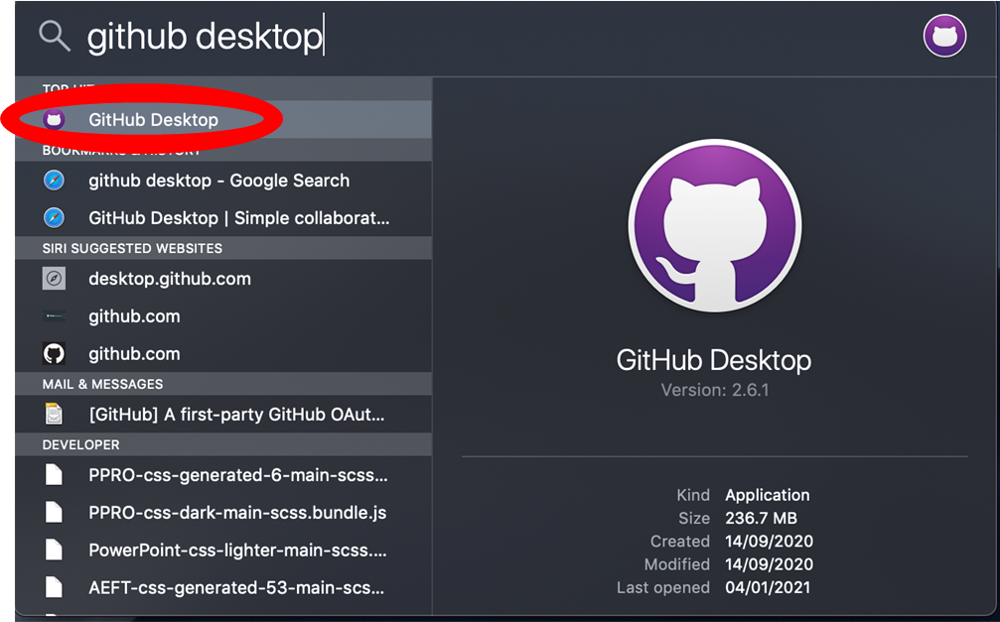 github desktop
TOP HIT
GitHub Desktop
BOOKMARKS & HISTORY
github desktop - Google Search
GitHub Desktop | Simple collaborat...
SIRI SUGGESTED WEBSITES
desktop.github.com
github.com
github.com
MAIL & MESSAGES
[GitHub] A first-party GitHub OAut...
DEVELOPER
PPRO-css-generated-6-main-scss...
PPRO-css-dark-main-scss.bundle.js
PowerPoint-css-lighter-main-scss....
AEFT-css-generated-53-main-scs...
GitHub Desktop
Version: 2.6.1
Kind Application
Size 236.7 MB
Created 14/09/2020
Modified 14/09/2020
Last opened 04/01/2021